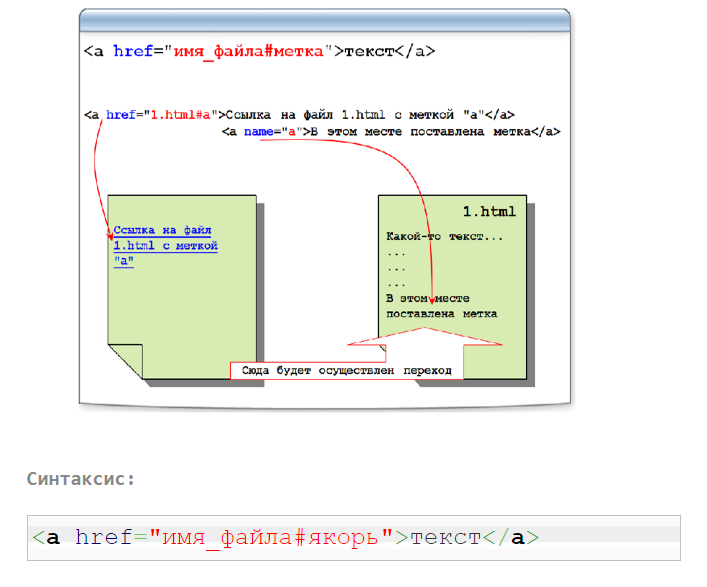 <a href="имя_файла#метка">текст</a>
<a href="1.html#a">Ссылка на файл 1.html с меткой "a"</a>
<a name="a">В этом месте поставлена метка</a>
Ссылка на файл
1.html с меткой
"a"
1.html
Какой-то текст...
...
...
...
В этом месте
поставлена метка
Сюда будет осуществлен переход
Синтаксис:
<a href="имя_файла#якорь">текст</a>